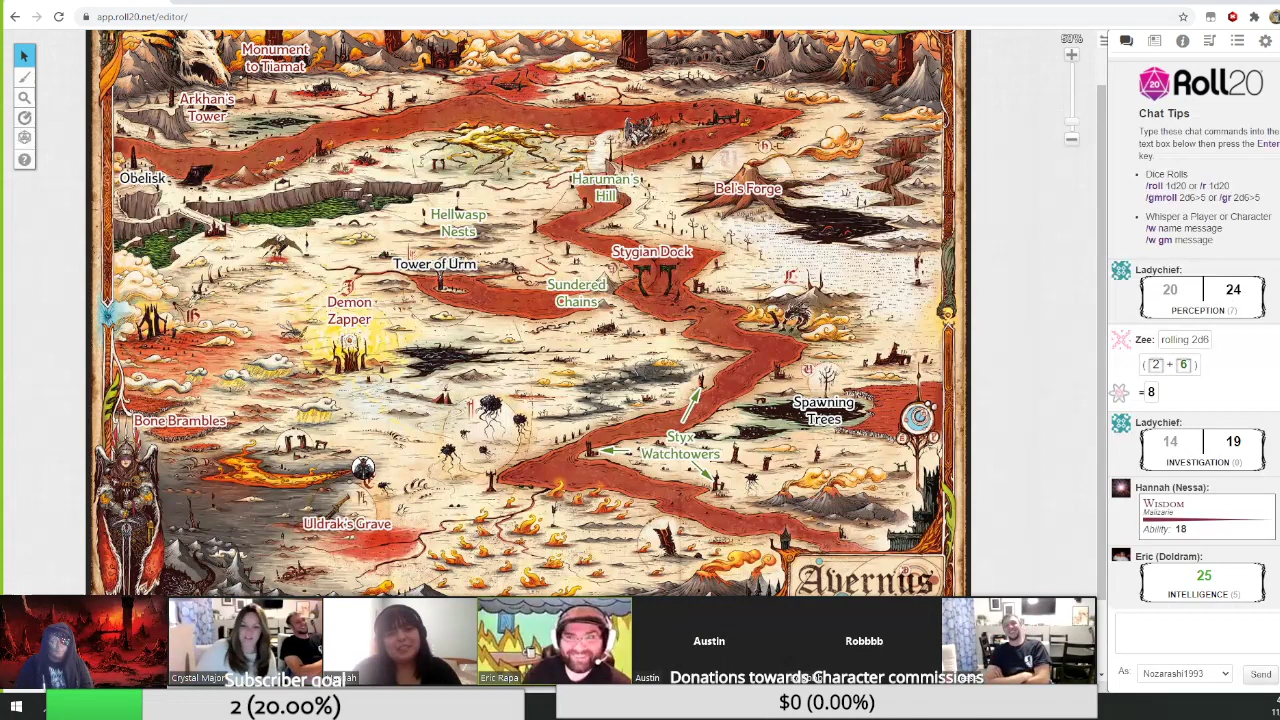 app.roll20.net/editor/
Monument
to Tiamat
Arkhan's
Tower
Obelisk
Haruman's
Hill
Bel's Forge
Hellwasp
Nests
Tower of Urm
Stygian Dock
Sundered
Chains
Demon
Zapper
Spawning
Trees
Bone Brambles
Styx
Watchtowers
Uldrak's Grave
Avernus
50%
Roll20
Chat Tips
Type these chat commands into the
text box below then press the Enter
key.
Dice Rolls
/roll 1d20 or /r 1d20
/gmroll 2d6>5 or /gr 2d6>5
Whisper a Player or Character
/w name message
/w gm message
Ladychief:
20 24
PERCEPTION (7)
Zee: rolling 2d6
( 2 + 6 )
= 8
Ladychief:
14 19
INVESTIGATION (0)
Hannah (Nessa):
WISDOM
Malizarie
Ability: 18
Eric (Doldram):
25
INTELLIGENCE (5)
As: Nozarashi1993 Send
Crystal Major
Eric Rapa
Austin
Austin
Robbbb
Subscriber goal
2 (20.00%)
Donations towards Character commissions
$0 (0.00%)